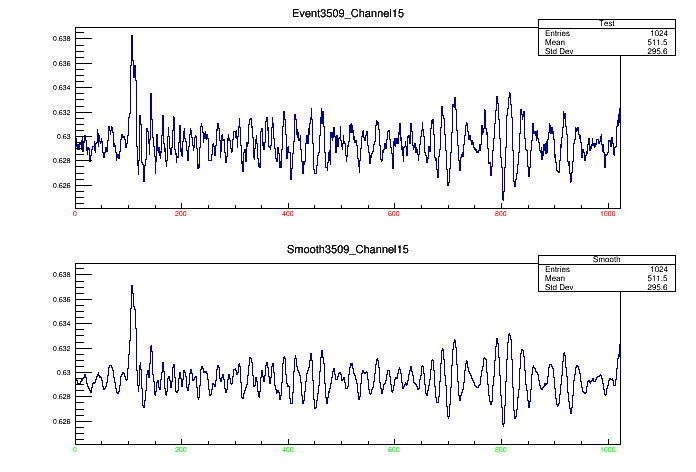 Event3509_Channel15
Test
Entries 1024
Mean 511.5
Std Dev 295.6
0.638
0.636
0.634
0.632
0.63
0.628
0.626
0 200 400 600 800 1000
Smooth3509_Channel15
Smooth
Entries 1024
Mean 511.5
Std Dev 295.6
0.638
0.636
0.634
0.632
0.63
0.628
0.626
0 200 400 600 800 1000